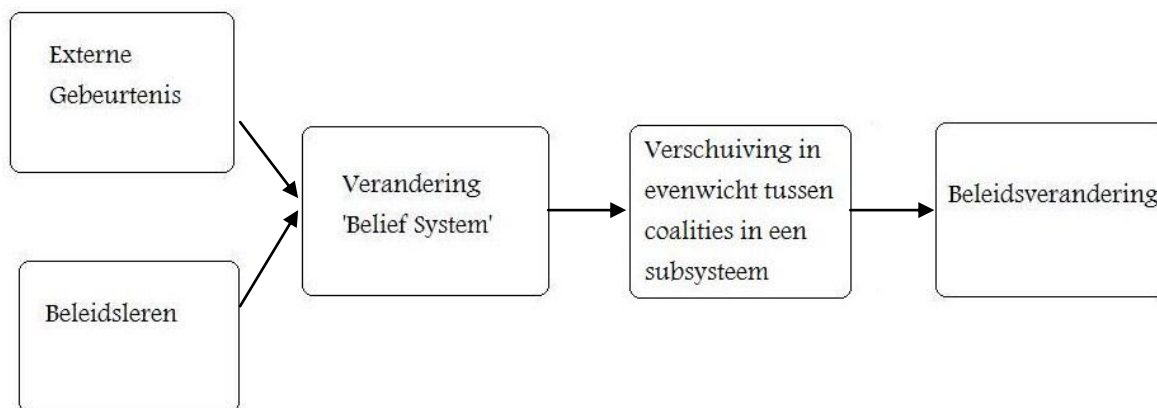 Externe
Gebeurtenis
Beleidsleren
Verandering
'Belief System'
Verschuiving in
evenwicht tussen
coalities in een
subsysteem
Beleidsverandering